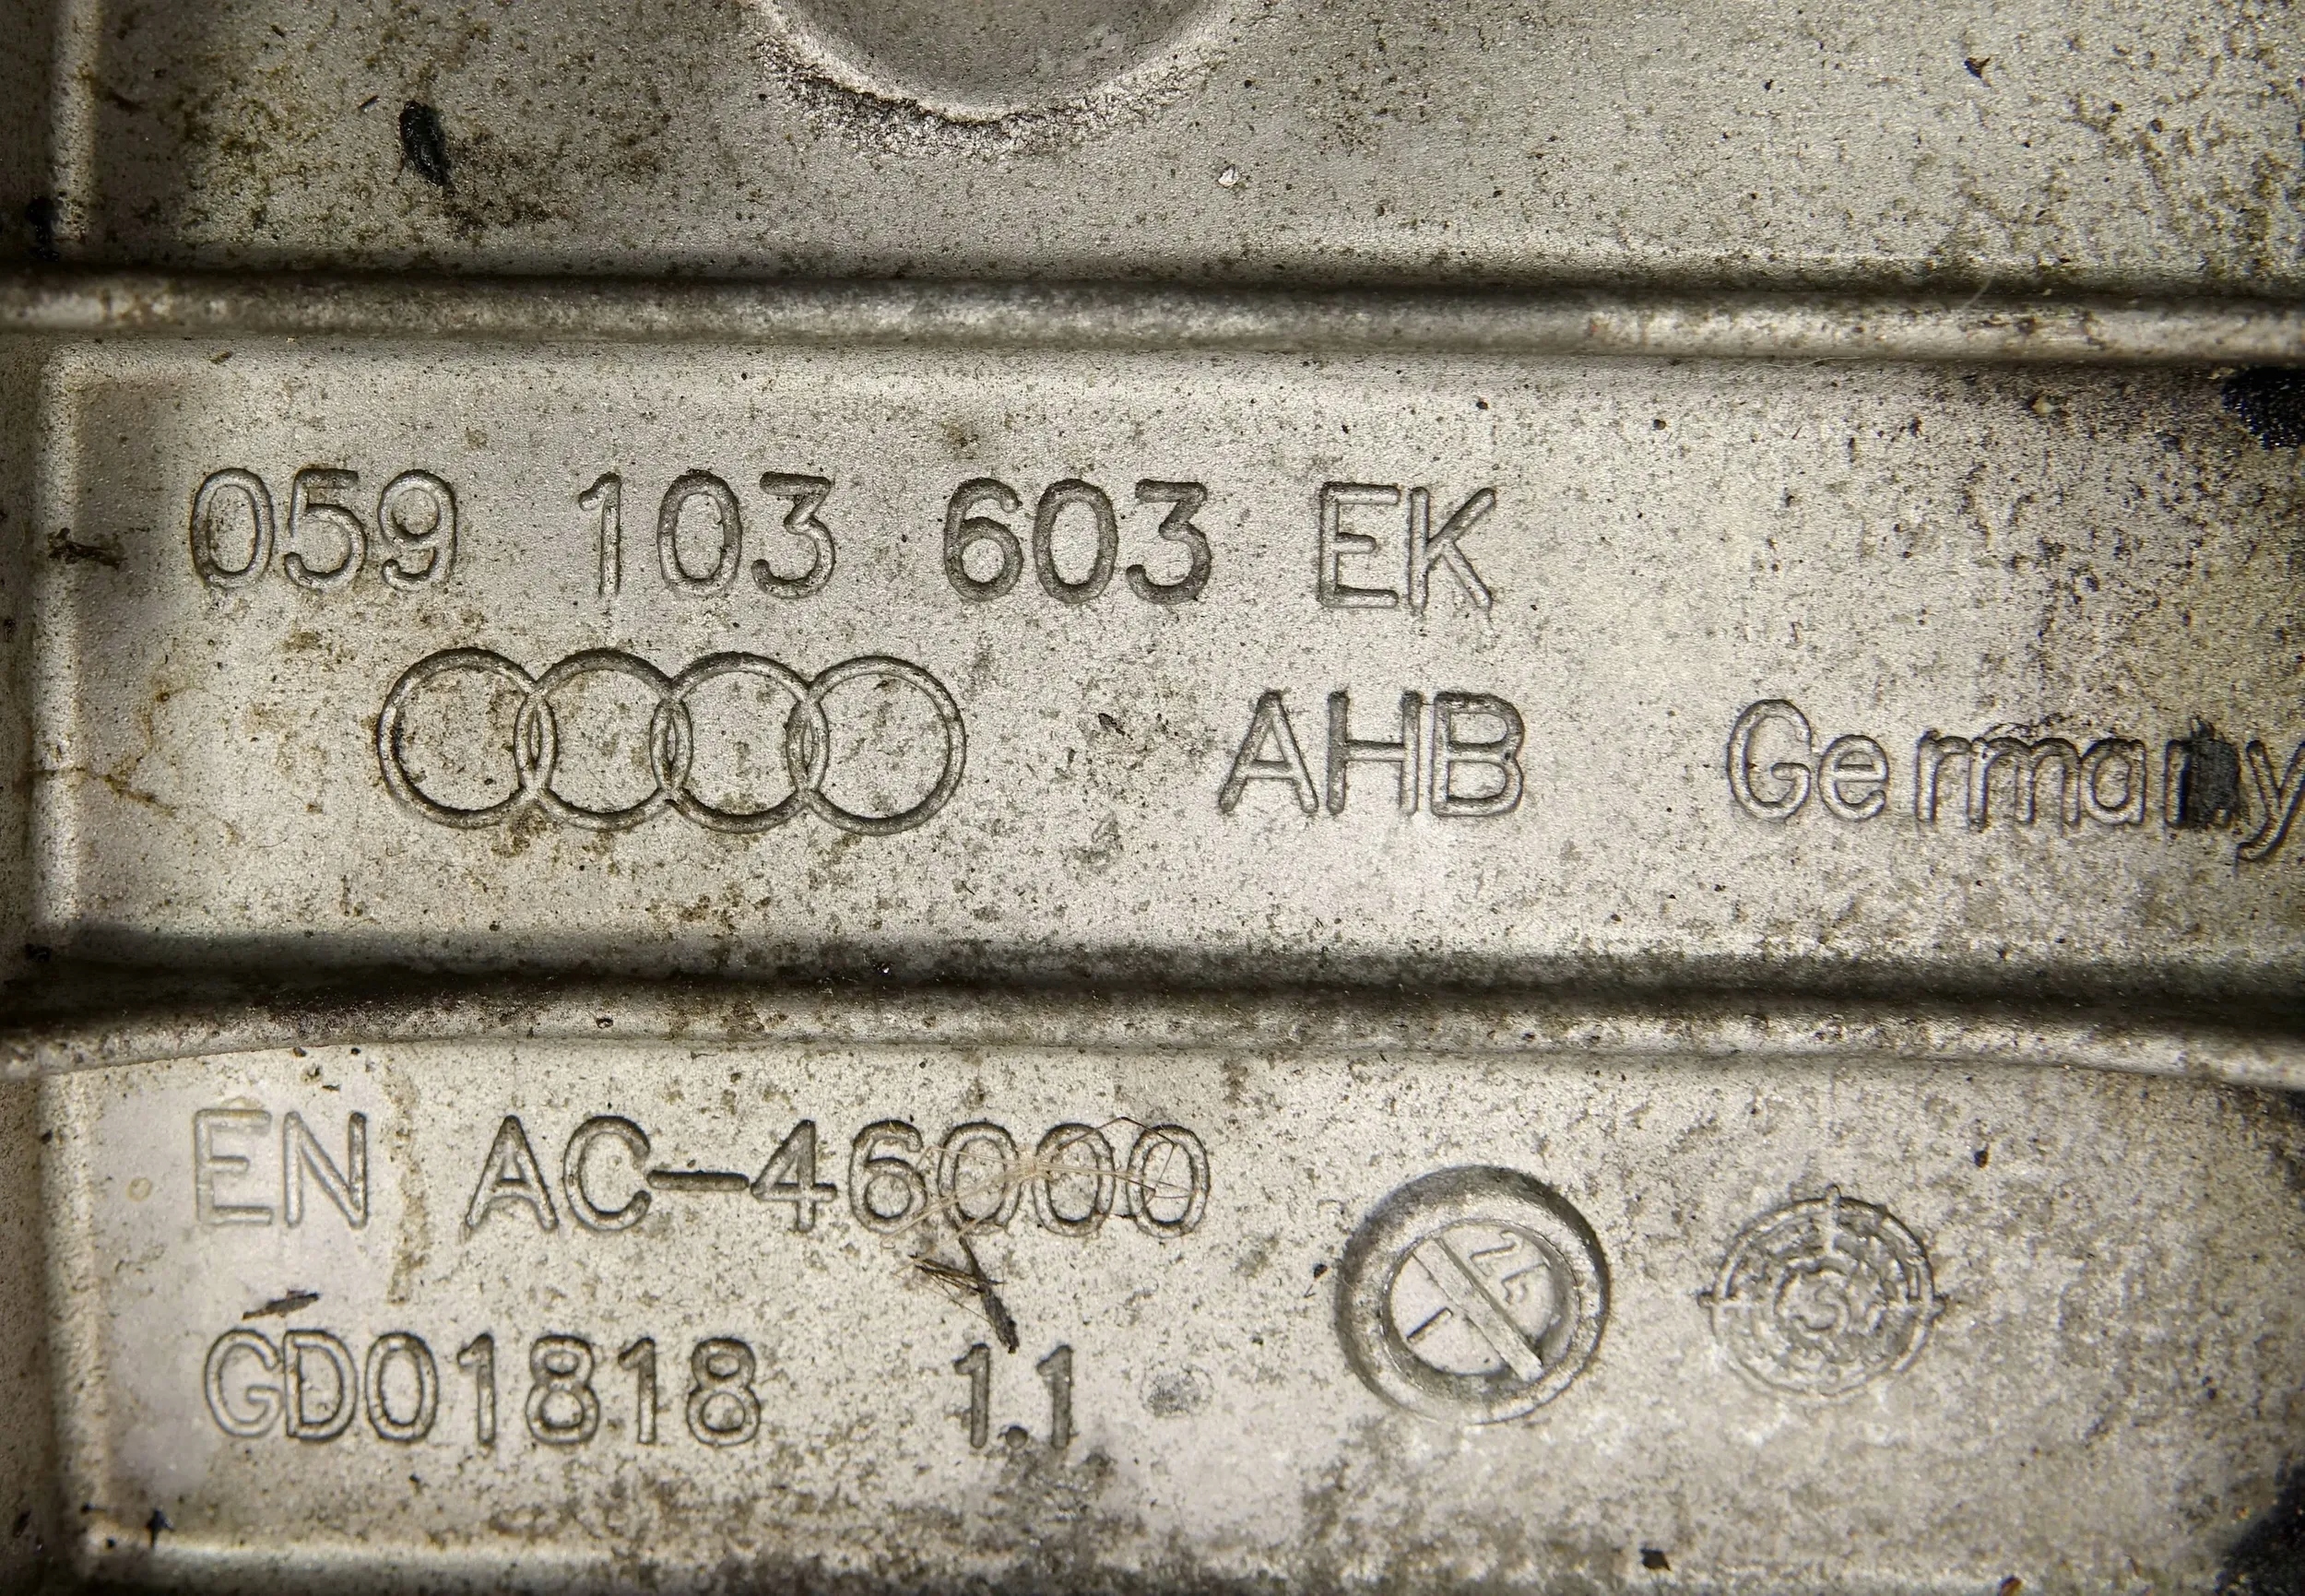 059 103 603 EK
AHB Germany
EN AC-46000
GD01818 1.1